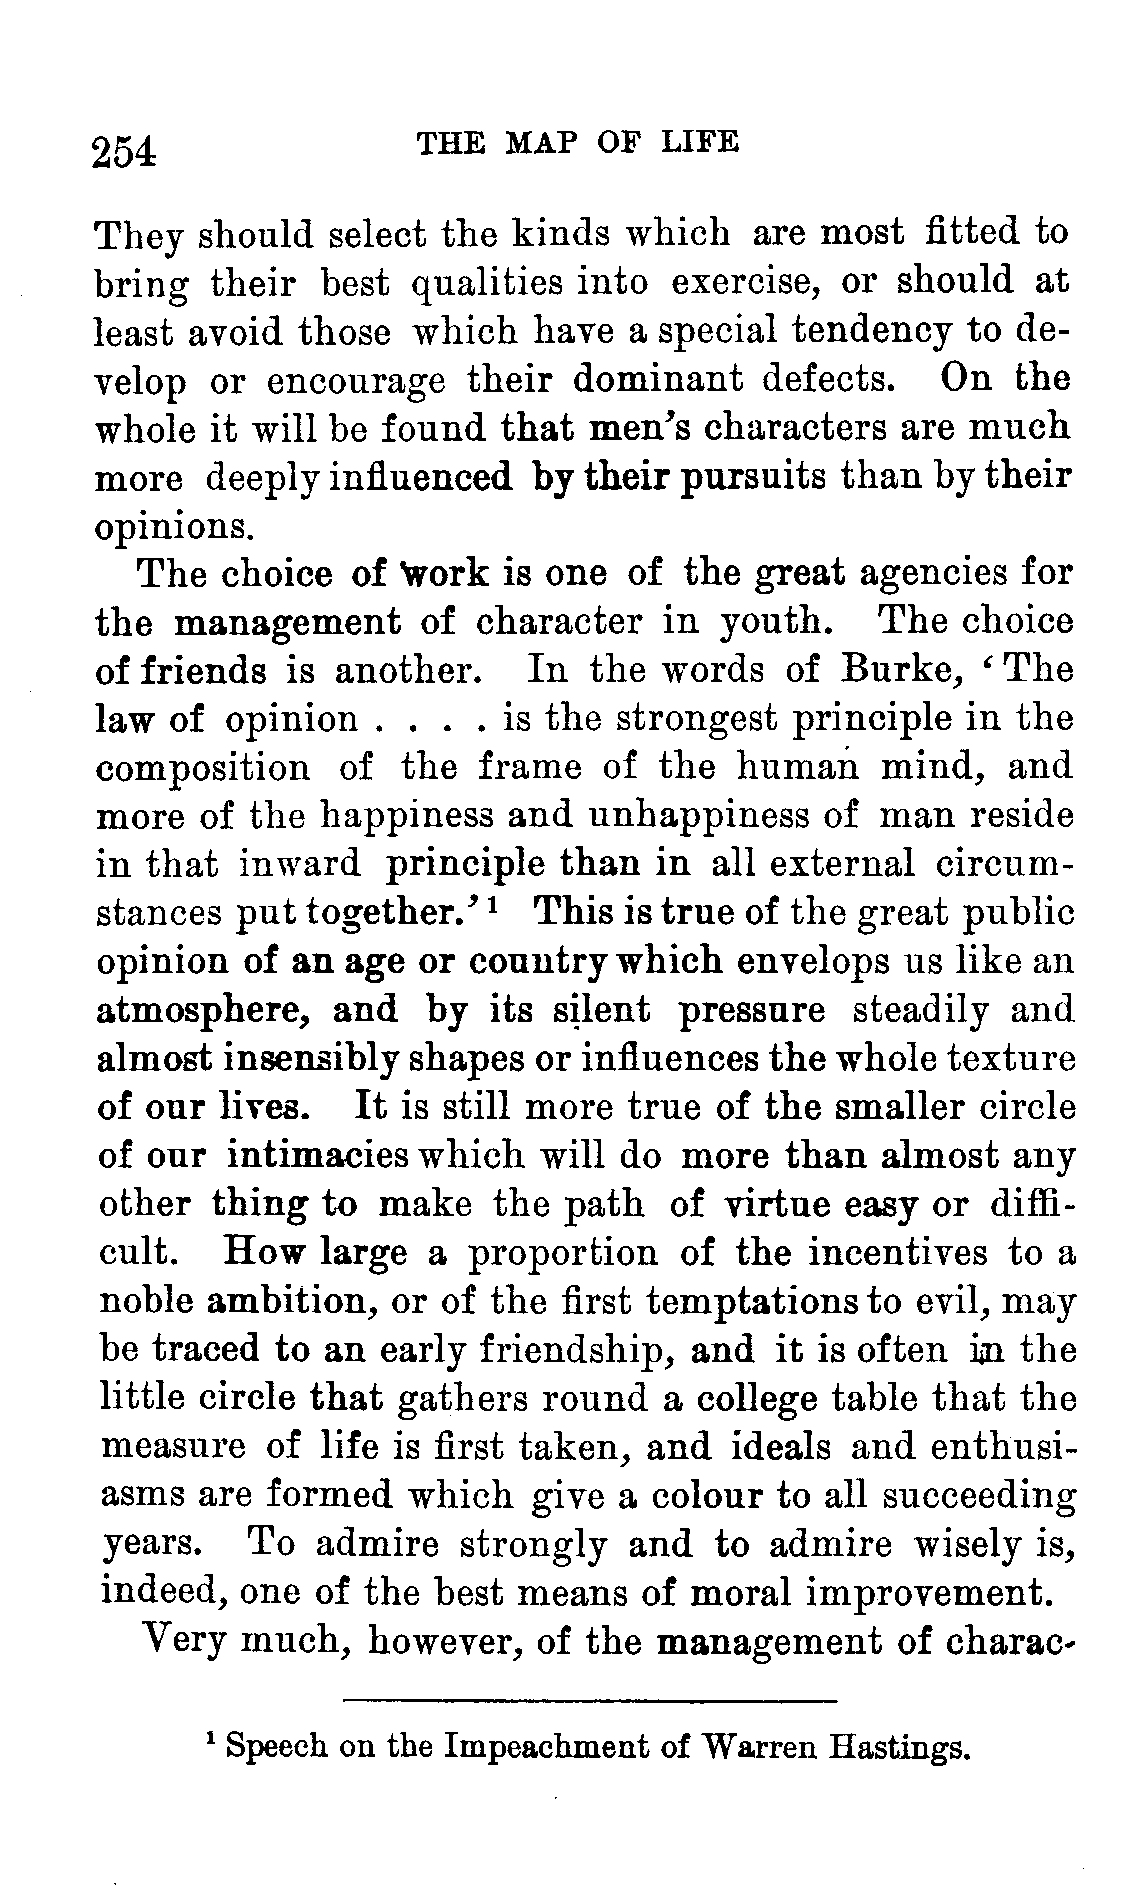 254 THE MAP OF LIFE
They should select the kinds which are most fitted to
bring their best qualities into exercise, or should at
least avoid those which have a special tendency to de-
velop or encourage their dominant defects. On the
whole it will be found that men's characters are much
more deeply influenced by their pursuits than by their
opinions.
The choice of work is one of the great agencies for
the management of character in youth. The choice
of friends is another. In the words of Burke, ‘The
law of opinion . . . . is the strongest principle in the
composition of the frame of the human mind, and
more of the happiness and unhappiness of man reside
in that inward principle than in all external circum-
stances put together.’ ¹ This is true of the great public
opinion of an age or country which envelops us like an
atmosphere, and by its silent pressure steadily and
almost insensibly shapes or influences the whole texture
of our lives. It is still more true of the smaller circle
of our intimacies which will do more than almost any
other thing to make the path of virtue easy or diffi-
cult. How large a proportion of the incentives to a
noble ambition, or of the first temptations to evil, may
be traced to an early friendship, and it is often in the
little circle that gathers round a college table that the
measure of life is first taken, and ideals and enthusi-
asms are formed which give a colour to all succeeding
years. To admire strongly and to admire wisely is,
indeed, one of the best means of moral improvement.
Very much, however, of the management of charac-
¹ Speech on the Impeachment of Warren Hastings.